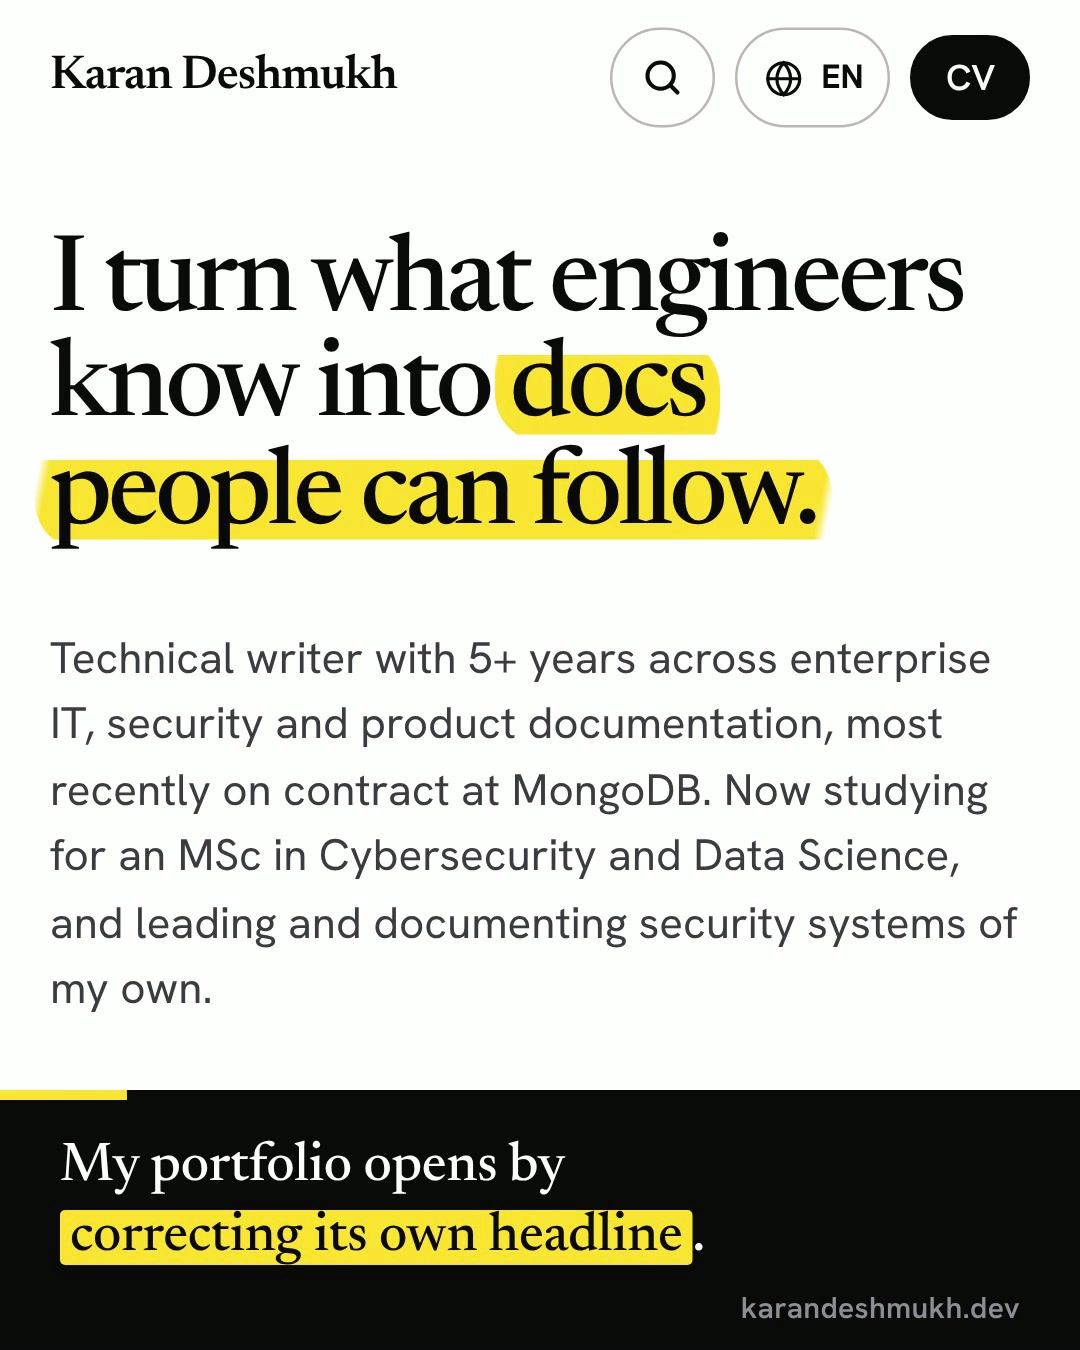 Karan Deshmukh
EN
CV
I turn what engineers
know into docs
people can follow.
Technical writer with 5+ years across enterprise
IT, security and product documentation, most
recently on contract at MongoDB. Now studying
for an MSc in Cybersecurity and Data Science,
and leading and documenting security systems of
my own.
My portfolio opens by
correcting its own headline.
karandeshmukh.dev